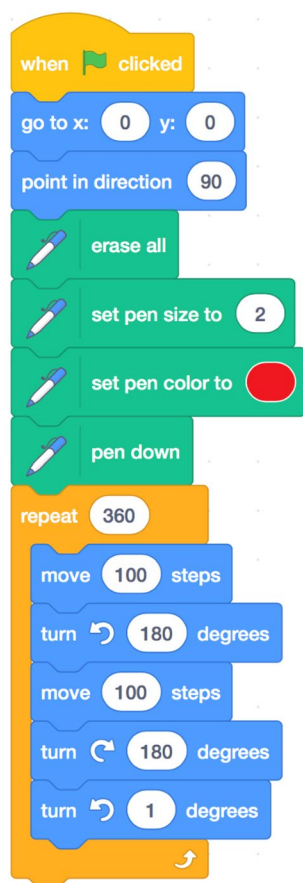 when clicked
go to x: 0 y: 0
point in direction 90
erase all
set pen size to 2
set pen color to
pen down
repeat 360
move 100 steps
turn 180 degrees
move 100 steps
turn 180 degrees
turn 1 degrees